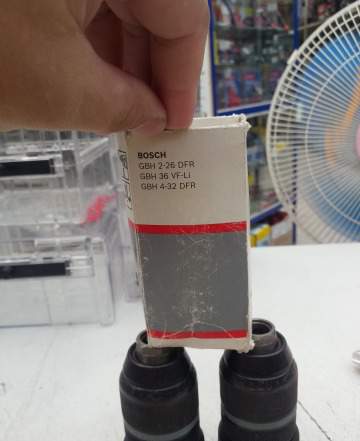 BOSCH
GBH 2-26 DFR
GBH 36 VF-Li
GBH 4-32 DFR